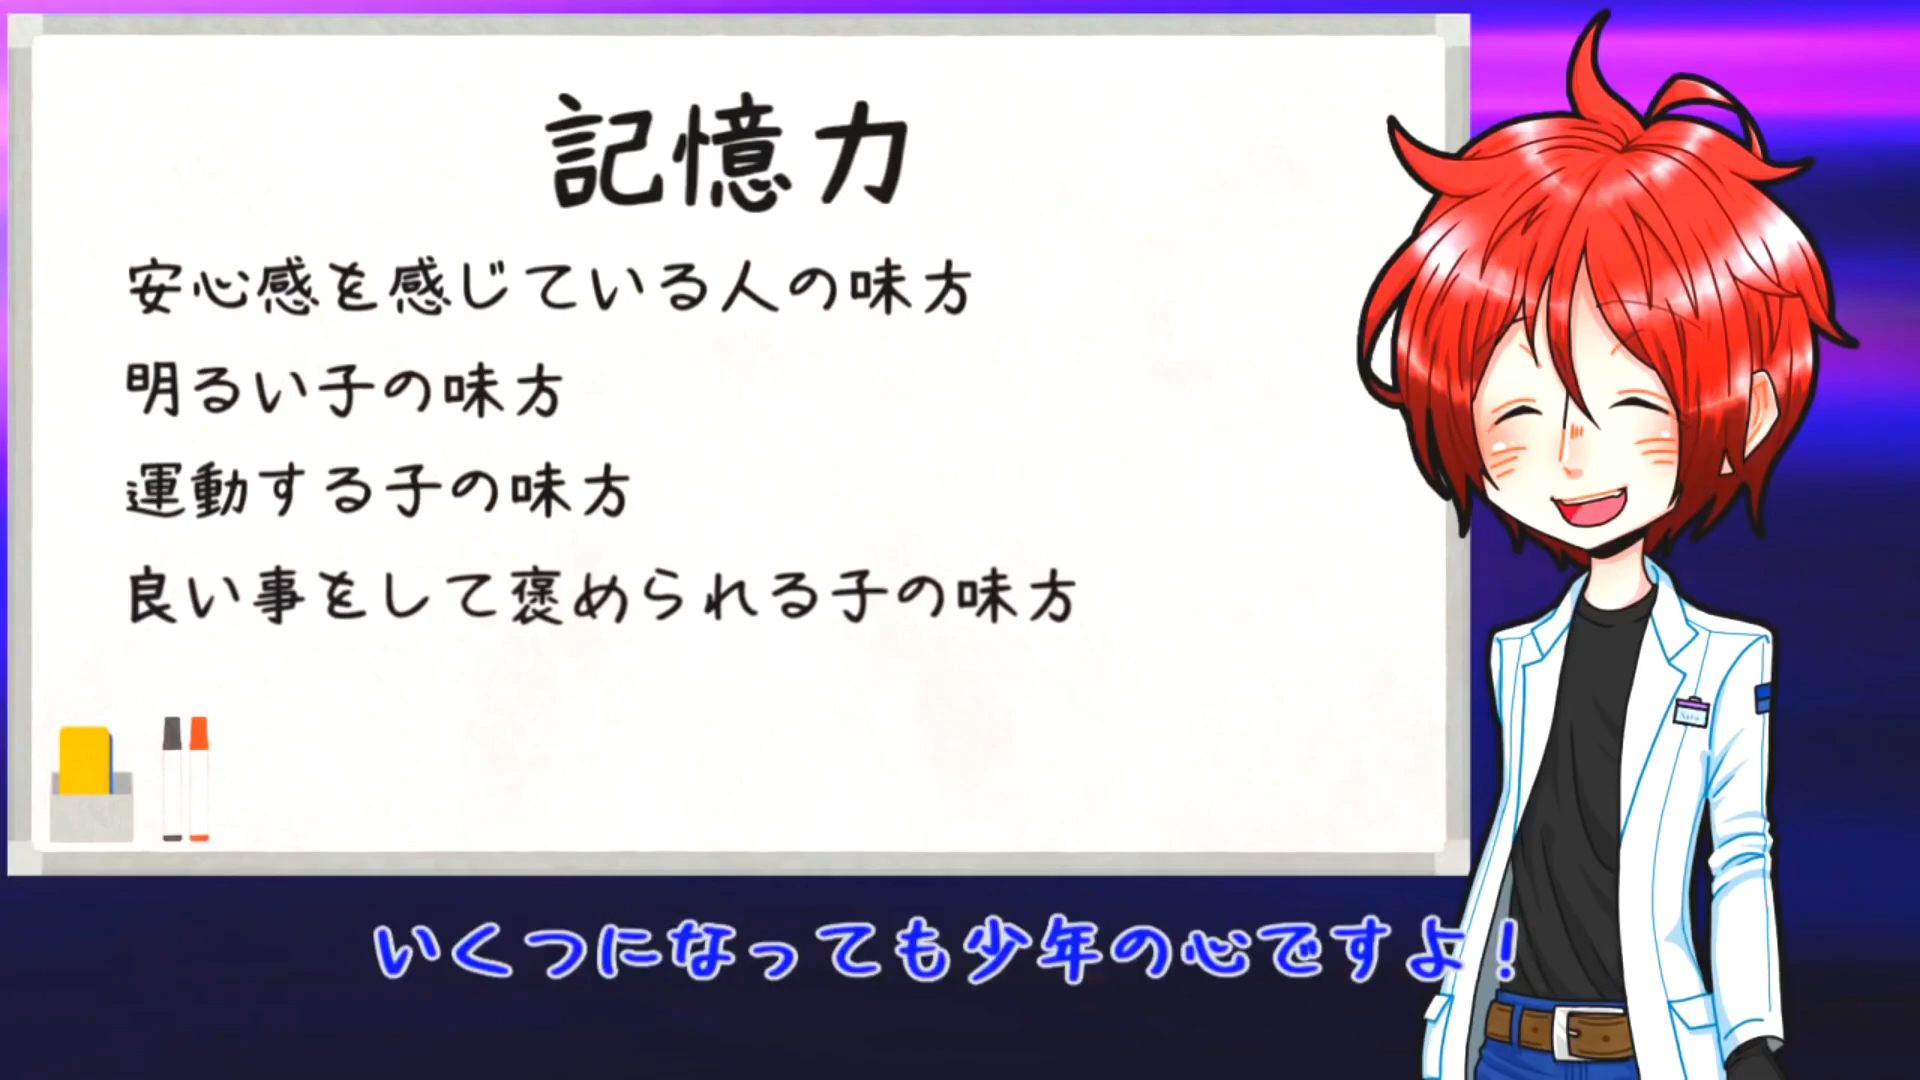 記憶力
安心感を感じている人の味方
明るい子の味方
運動する子の味方
良い事をして褒められる子の味方
いくつになっても少年の心ですよ！